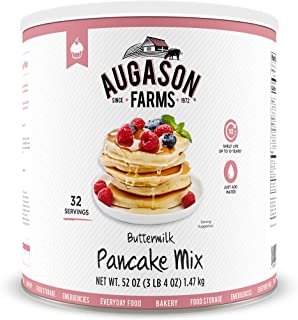 AUGASON
SINCE FARMS 1972
32
SERVINGS
SHELF LIFE
UP TO 10 YEARS
JUST ADD
WATER
Serving
Suggestion
Buttermilk
Pancake Mix
NET WT. 52 OZ (3 LB 4 OZ) 1.47 KG
FOOD STORAGE EMERGENCIES EVERYDAY FOOD BAKERY FOOD STORAGE EMERGENCIES